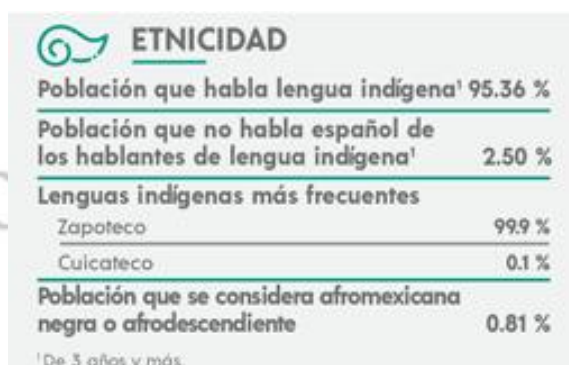 ETNICIDAD
Población que habla lengua indígena¹ 95.36 %
Población que no habla español de
los hablantes de lengua indígena¹ 2.50 %
Lenguas indígenas más frecuentes
Zapoteco 99.9 %
Cuicateco 0.1 %
Población que se considera afromexicana
negra o afrodescendiente 0.81 %
¹De 3 años y más.